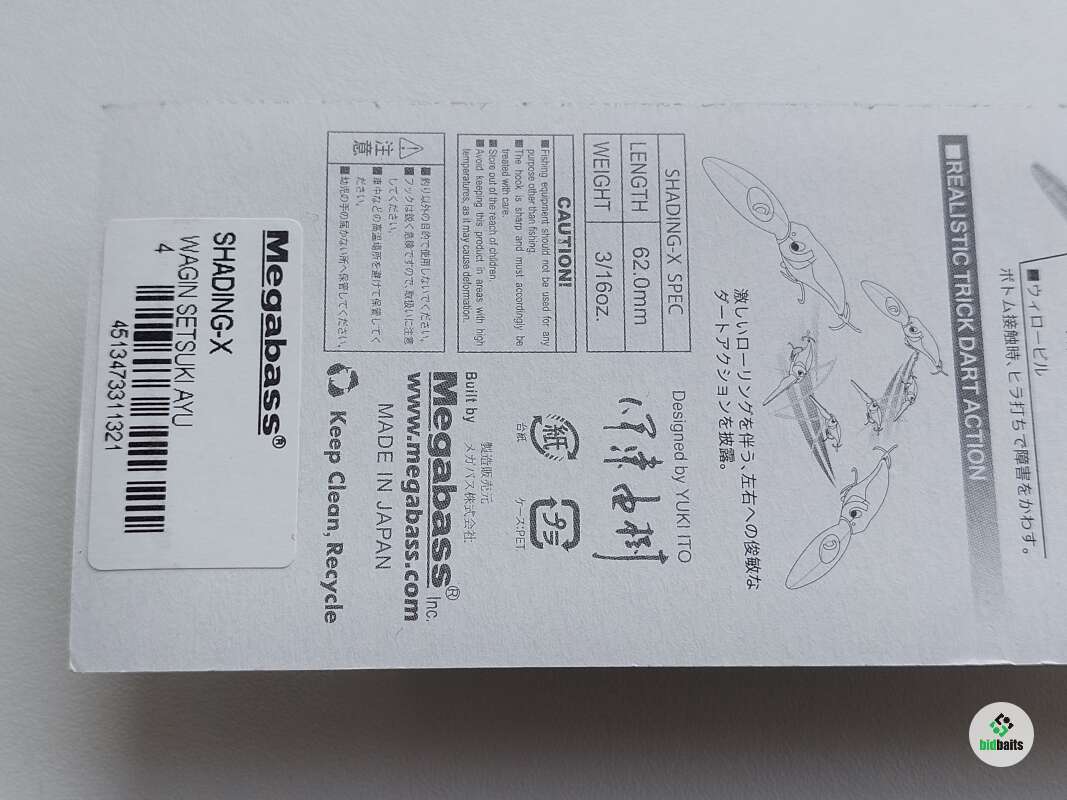 ■ウィロービル
ボトム接触時、ヒラ打ちで障害をかわす。
■REALISTIC TRICK DART ACTION
激しいローリングを伴う、左右への俊敏な
ダートアクションを披露。
SHADING-X SPEC
LENGTH 62.0mm
WEIGHT 3/16oz.
Designed by YUKI ITO
伊東由樹
CAUTION!
■Fishing equipment should not be used for any
purpose other than fishing.
■The hook is sharp and must accordingly be
treated with care.
■Store out of the reach of children.
■Avoid keeping this product in areas with high
temperatures, as it may cause deformation.
紙
台紙
プラ
ケース:PET
製造販売元
メガバス株式会社
Built by
Megabass® Inc.
www.megabass.com
MADE IN JAPAN
注意
■釣り以外の目的で使用しないでください。
■フックは鋭く危険ですので、取扱いに注意
してください。
■車中などの高温場所を避けて保管して
ください。
■幼児の手の届かない所へ保管してください。
Keep Clean, Recycle
Megabass®
SHADING-X
WAGIN SETSUKI AYU
4
4513473311321
bidbaits